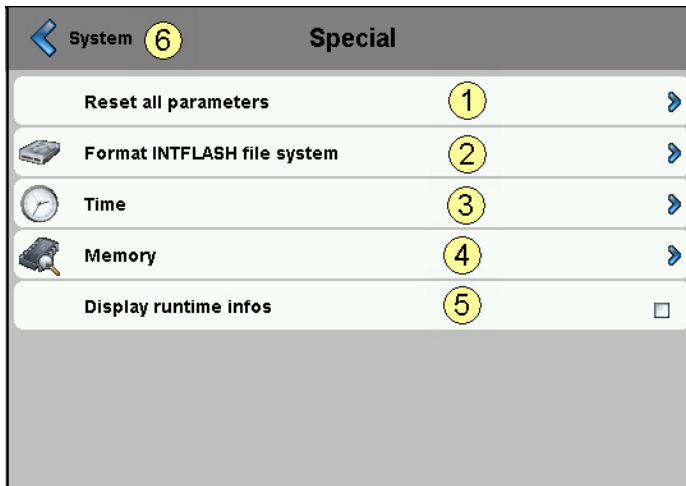 System 6 Special
Reset all parameters 1
Format INTFLASH file system 2
Time 3
Memory 4
Display runtime infos 5